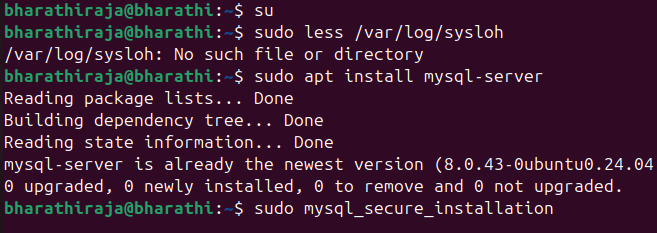 bharathiraja@bharathi:~$ su
bharathiraja@bharathi:~$ sudo less /var/log/sysloh
/var/log/sysloh: No such file or directory
bharathiraja@bharathi:~$ sudo apt install mysql-server
Reading package lists... Done
Building dependency tree... Done
Reading state information... Done
mysql-server is already the newest version (8.0.43-0ubuntu0.24.04
0 upgraded, 0 newly installed, 0 to remove and 0 not upgraded.
bharathiraja@bharathi:~$ sudo mysql_secure_installation